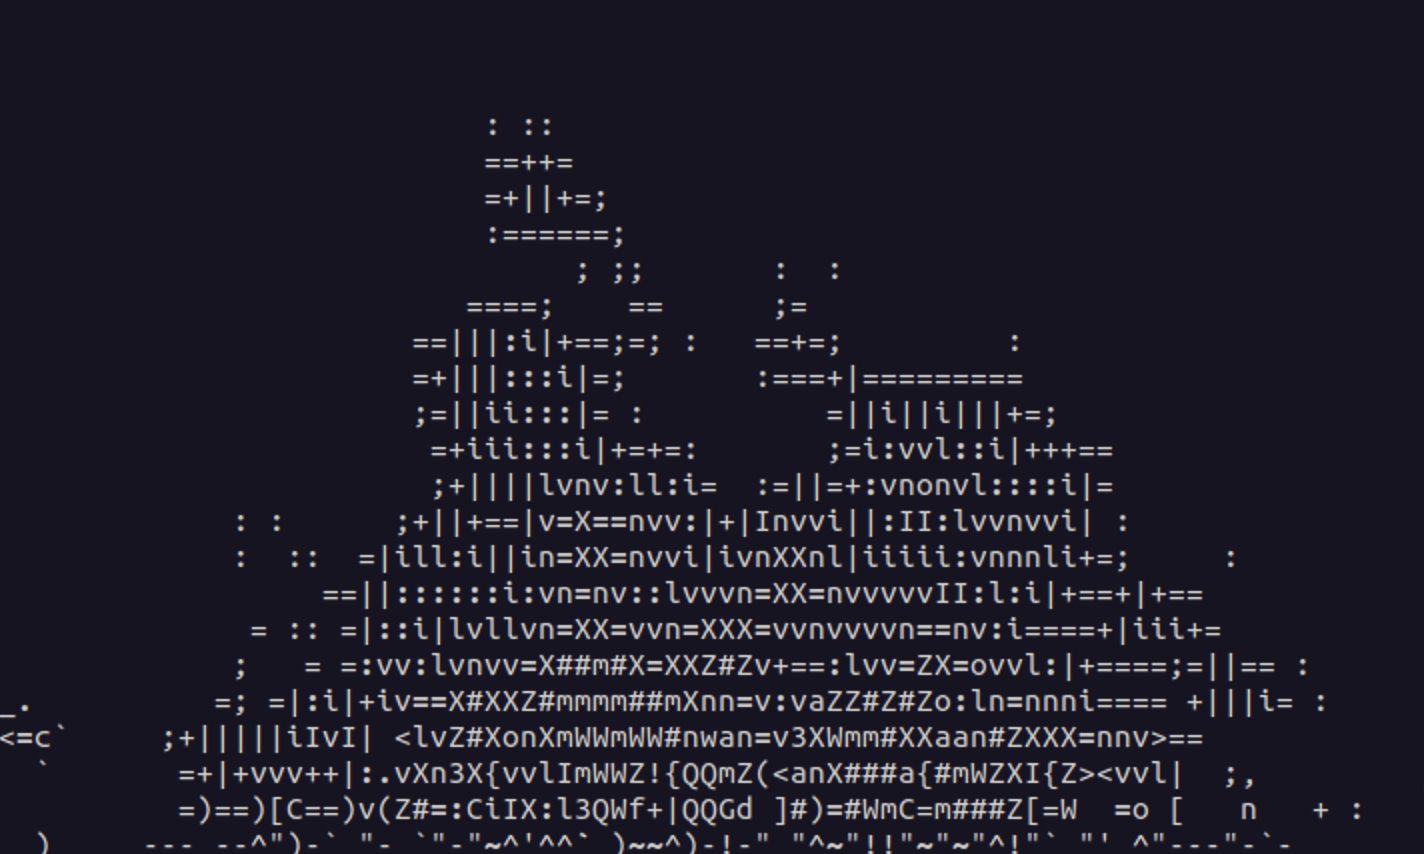 : ::
==++=
=+||+=;
:======;
; ;; : :
====; == ;=
==|||:i|+==;=; : ==+=; :
=+|||:::i|=; :===+|=========
;=||ii:::|= : =||i||i|||+=;
=+iii:::i|+=+=: ;=i:vvl::i|+++==
;+||||lvnv:ll:i= :=||=+:vnonvl::::i|=
: : ;+||+==|v=X==nvv:|+|Invvi||:II:lvvnvvi| :
: :: =|ill:i||in=XX=nvvi|ivnXXnl|iiiii:vnnnli+=; :
==||::::::i:vn=nv::lvvvn=XX=nvvvvvII:l:i|+==+|+==
= :: =|::i|lvllvn=XX=vvn=XXX=vvnvvvvn==nv:i====+|iii+=
; = =:vv:lvnvv=X##m#X=XXZ#Zv+==:lvv=ZX=ovvl:|+====;=||== :
_. =; =|:i|+iv==X#XXZ#mmmm##mXnn=v:vaZZ#Z#Zo:ln=nnni==== +|||i= :
<=c` ;+|||||iIvI| <lvZ#XonXmWWmWW#nwan=v3XWmm#XXaan#ZXXX=nnv>==
` =+|+vvv++|:.vXn3X{vvlImWWZ!{QQmZ(<anX###a{#mWZXI{Z><vvl| ;,
=)==)[C==)v(Z#=:CiIX:l3QWf+|QQGd ]#)=#WmC=m###Z[=W =o [ n + :
) --- --^")-` "- `"-"~^'^^` )~~^)-!-" "^~"!!"~"~"^!"` "' ^"---"-`-